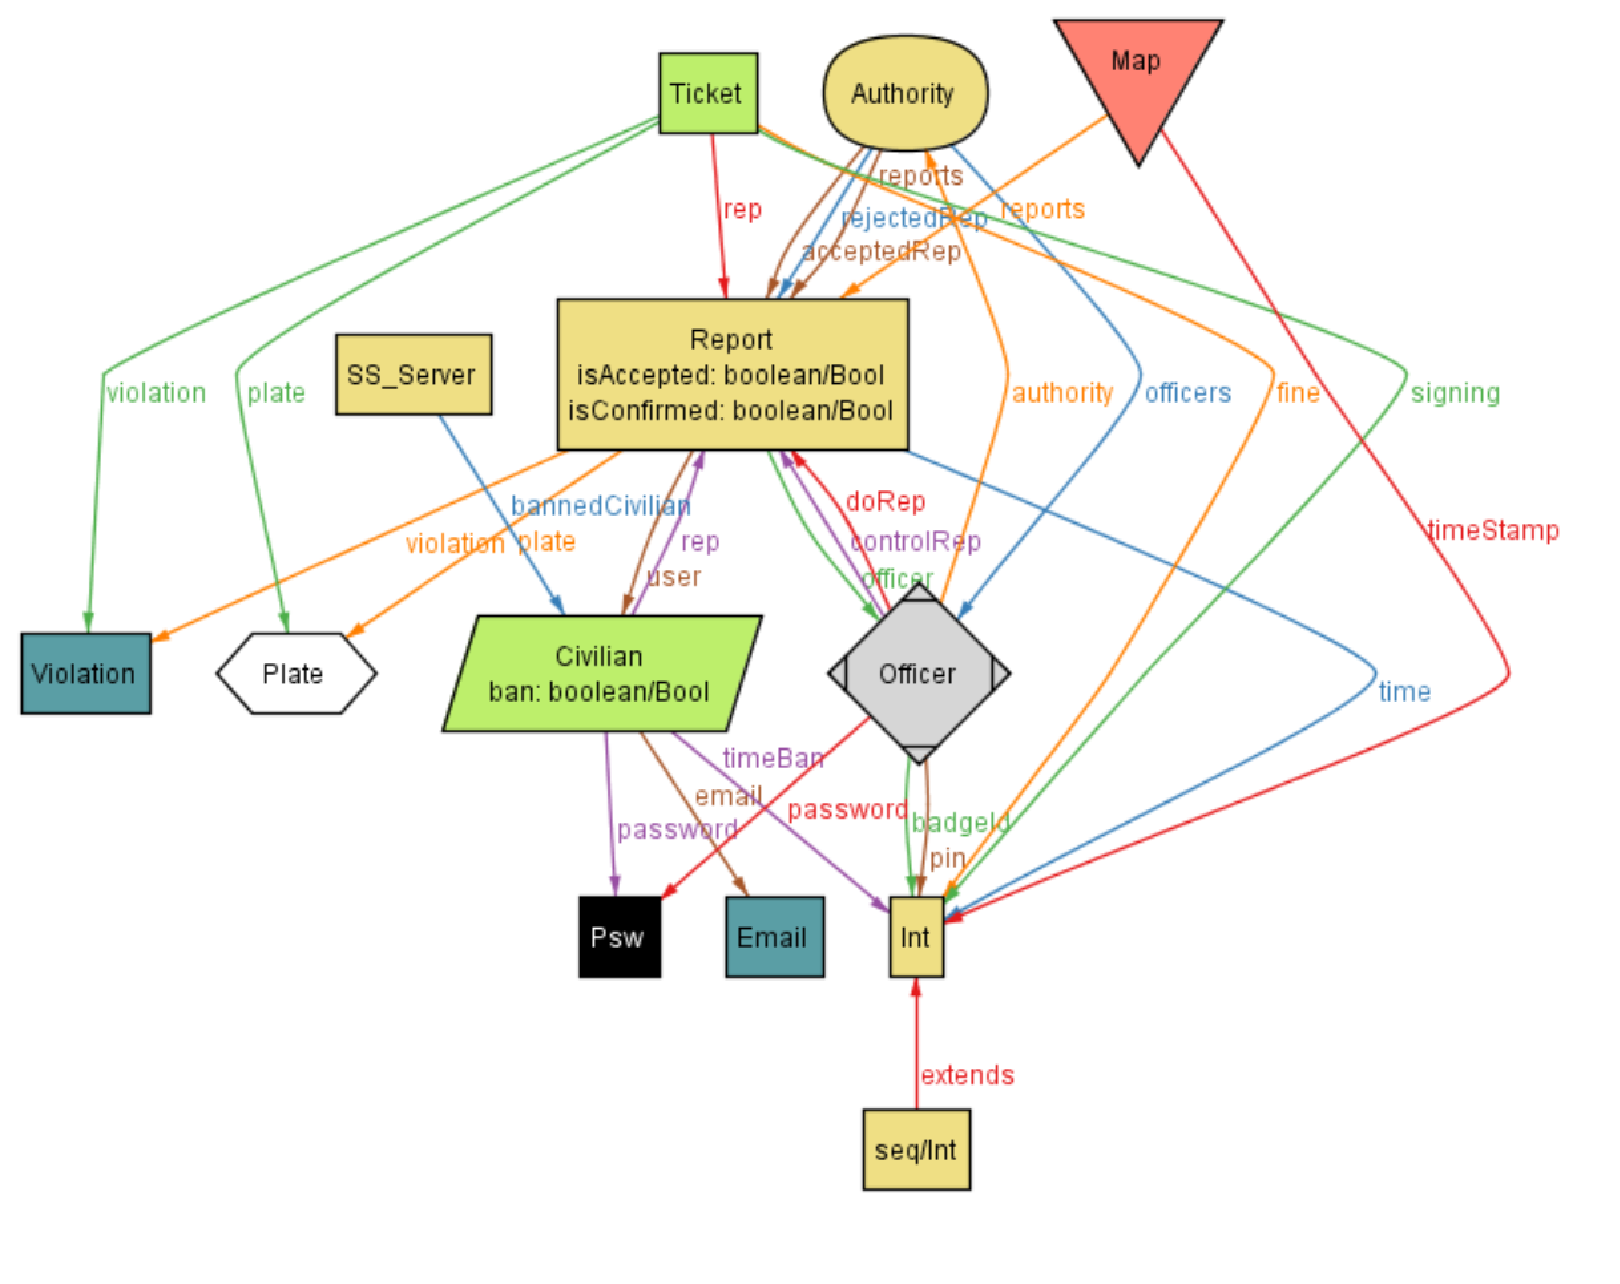 Ticket
Authority
Map
reports
rep
rejectedRep
reports
acceptedRep
Report
isAccepted: boolean/Bool
isConfirmed: boolean/Bool
SS_Server
violation
plate
authority
officers
fine
signing
bannedCivilian
doRep
timeStamp
violation
plate
rep
controlRep
user
officer
Violation
Plate
Civilian
ban: boolean/Bool
Officer
time
timeBan
email
password
password
badgeId
pin
Psw
Email
Int
extends
seq/Int